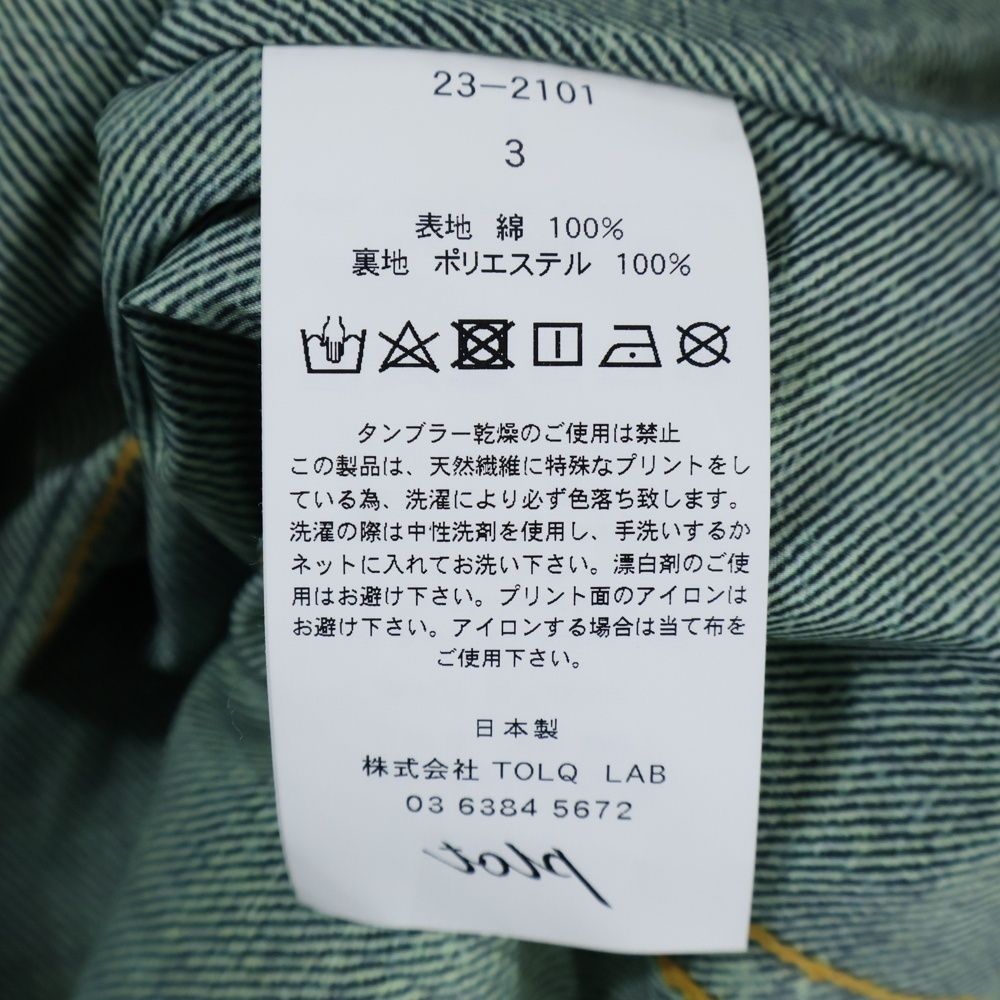 23-2101
3
表地 綿 100%
裏地 ポリエステル 100%
タンブラー乾燥のご使用は禁止
この製品は、天然繊維に特殊なプリントをし
ている為、洗濯により必ず色落ち致します。
洗濯の際は中性洗剤を使用し、手洗いするか
ネットに入れてお洗い下さい。漂白剤のご使
用はお避け下さい。プリント面のアイロンは
お避け下さい。アイロンする場合は当て布を
ご使用下さい。
日本製
株式会社 TOLQ LAB
03 6384 5672
plot